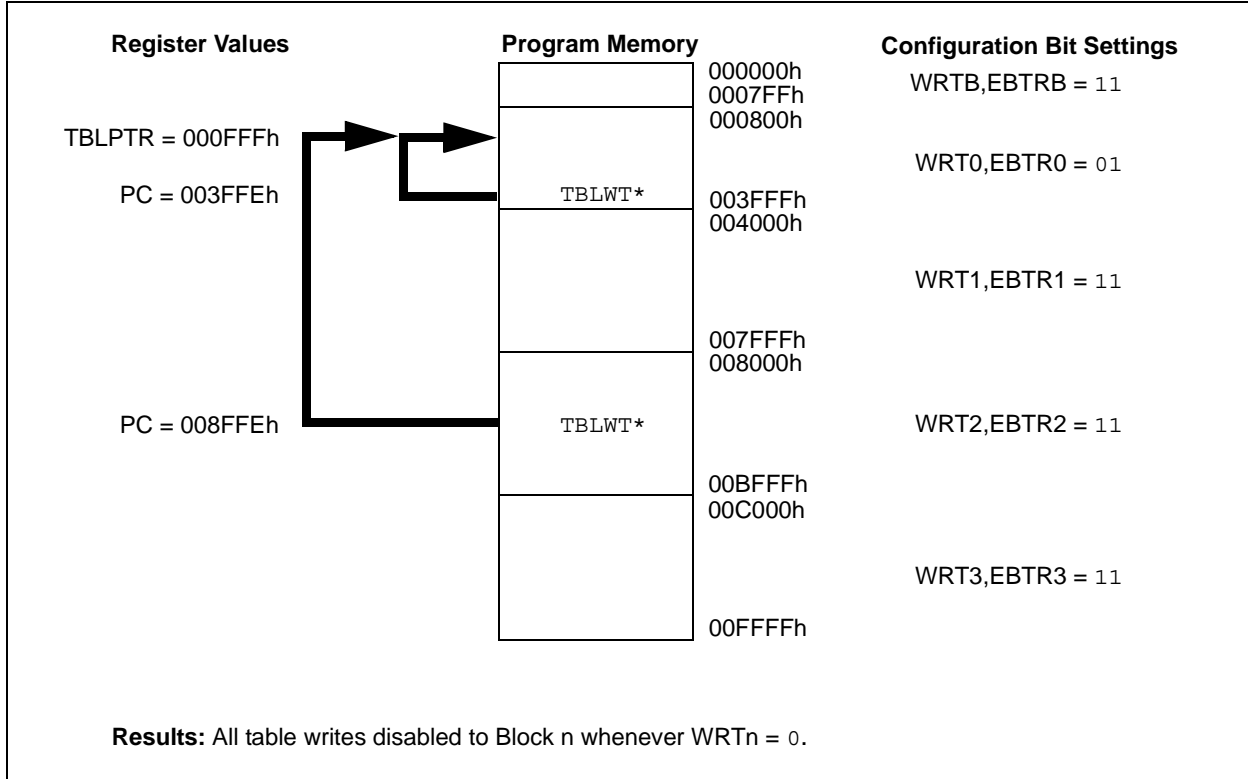 Register Values Program Memory Configuration Bit Settings
000000h
WRTB,EBTRB = 11
0007FFh
000800h
TBLPTR = 000FFFh
WRT0,EBTR0 = 01
PC = 003FFEh TBLWT* 003FFFh
004000h
WRT1,EBTR1 = 11
007FFFh
008000h
PC = 008FFEh TBLWT* WRT2,EBTR2 = 11
00BFFFh
00C000h
WRT3,EBTR3 = 11
00FFFFh
Results: All table writes disabled to Block n whenever WRTn = 0.